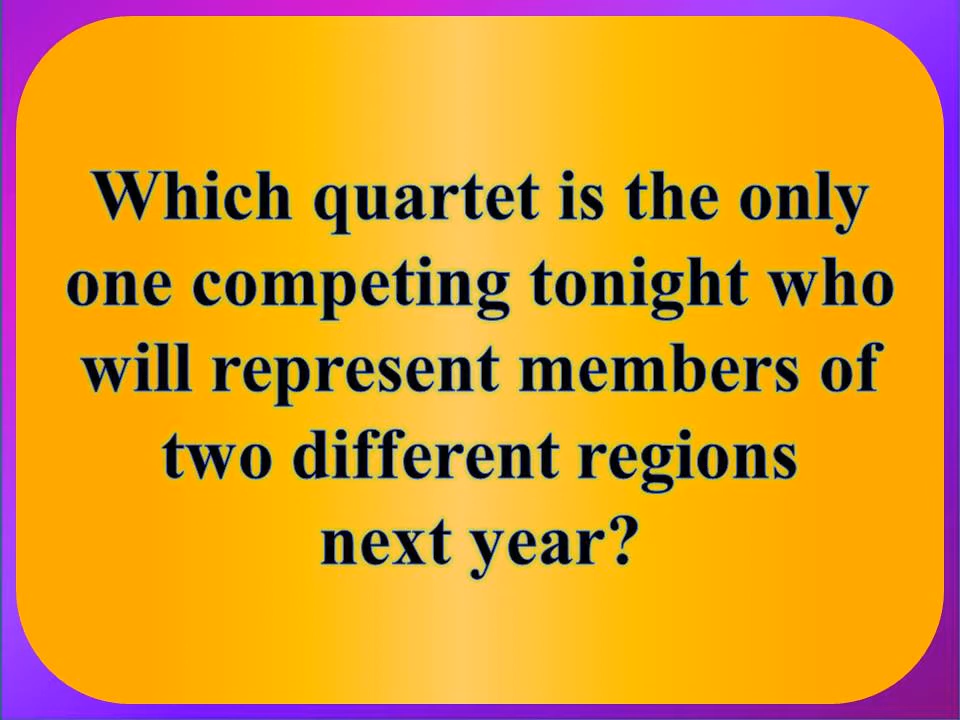 Which quartet is the only
one competing tonight who
will represent members of
two different regions
next year?